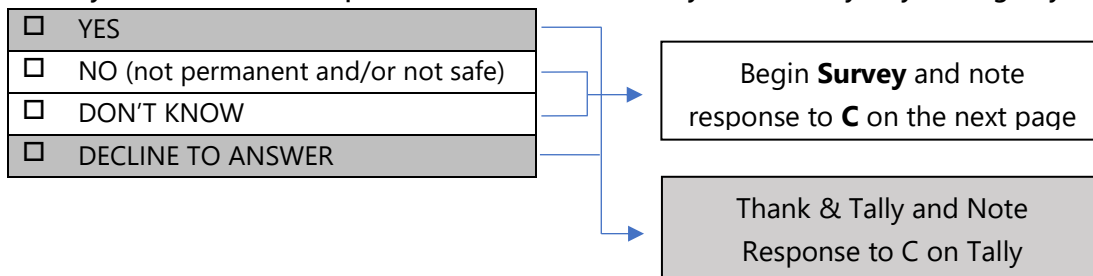 ☐ YES
☐ NO (not permanent and/or not safe)
☐ DON'T KNOW
☐ DECLINE TO ANSWER
Begin Survey and note
response to C on the next page
Thank & Tally and Note
Response to C on Tally